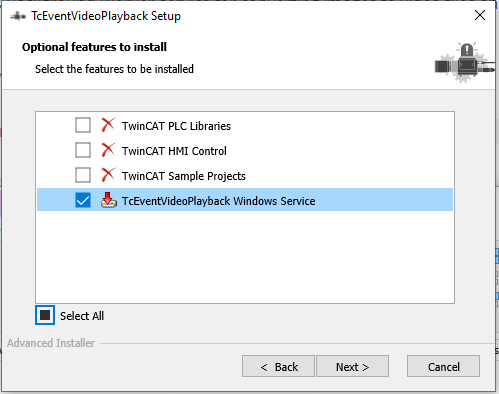 TcEventVideoPlayback Setup
Optional features to install
Select the features to be installed
TwinCAT PLC Libraries
TwinCAT HMI Control
TwinCAT Sample Projects
TcEventVideoPlayback Windows Service
Select All
Advanced Installer
< Back Next > Cancel